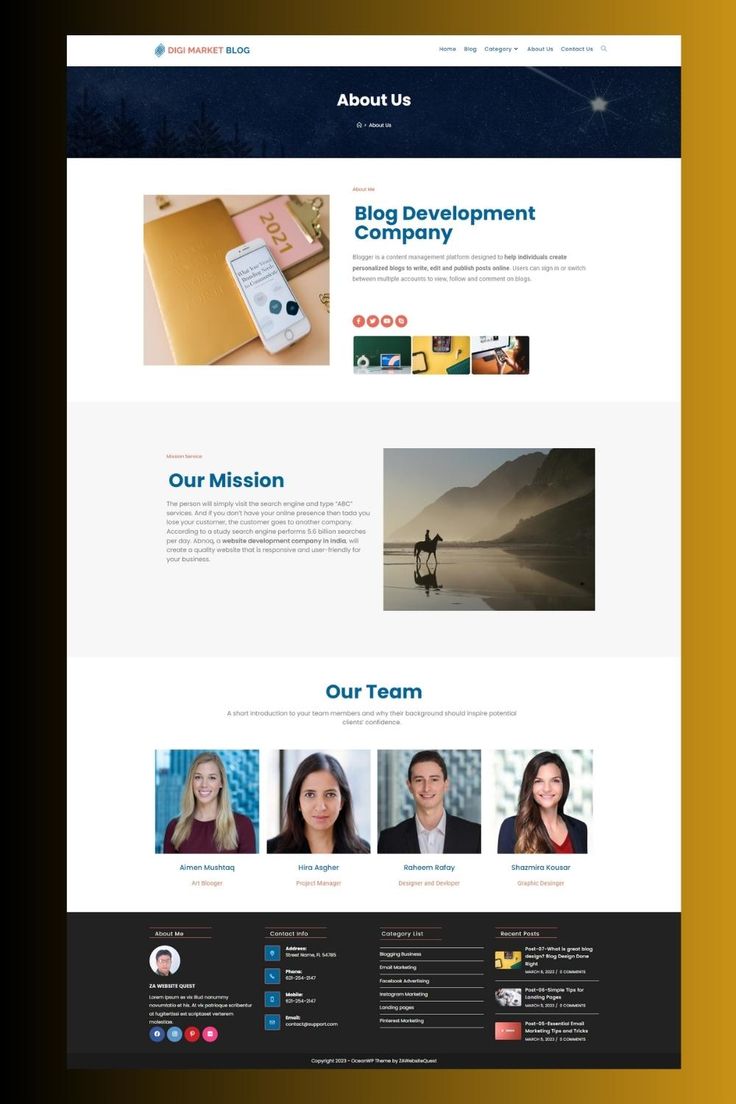 DIGI MARKET BLOG
Home Blog Category About Us Contact Us
About Us
> About Us
2021
About Me
Blog Development
Company
Blogger is a content management platform designed to help individuals create
personalized blogs to write, edit and publish posts online. Users can sign in or switch
between multiple accounts to view, follow and comment on blogs.
Mission Service
Our Mission
The person will simply visit the search engine and type "ABC"
services. And if you don't have your online presence then tada you
lose your customer, the customer goes to another company.
According to a study search engine performs 5.6 billion searches
per day. Abnoq, a website development company in India, will
create a quality website that is responsive and user-friendly for
your business.
Our Team
A short introduction to your team members and why their background should inspire potential
clients' confidence.
Aimen Mushtaq
Art Blooger
Hira Asgher
Project Manager
Raheem Rafay
Designer and Devloper
Shazmira Kousar
Graphic Desinger
About Me
ZA WEBSITE QUEST
Lorem ipsum ex vix illud nonummy
novumtatio et his. At vix patrioque scribentur
at fugitertissi ext scriptaset verterem
molestiae.
Contact Info
Address:
Street Name, FL 54785
Phone:
621-254-2147
Mobile:
621-254-2147
Email:
contact@support.com
Category List
Blogging Business
Email Marketing
Facebook Advertising
Instagram Marketing
Landing pages
Pinterest Marketing
Recent Posts
Post-07-What is great blog
design? Blog Design Done
Right
MARCH 6, 2023 / 0 COMMENTS
Post-06-Simple Tips for
Landing Pages
MARCH 5, 2023 / 0 COMMENTS
Post-05-Essential Email
Marketing Tips and Tricks
MARCH 5, 2023 / 0 COMMENTS
Copyright 2023 - OceanWP Theme by ZAWebsiteQuest